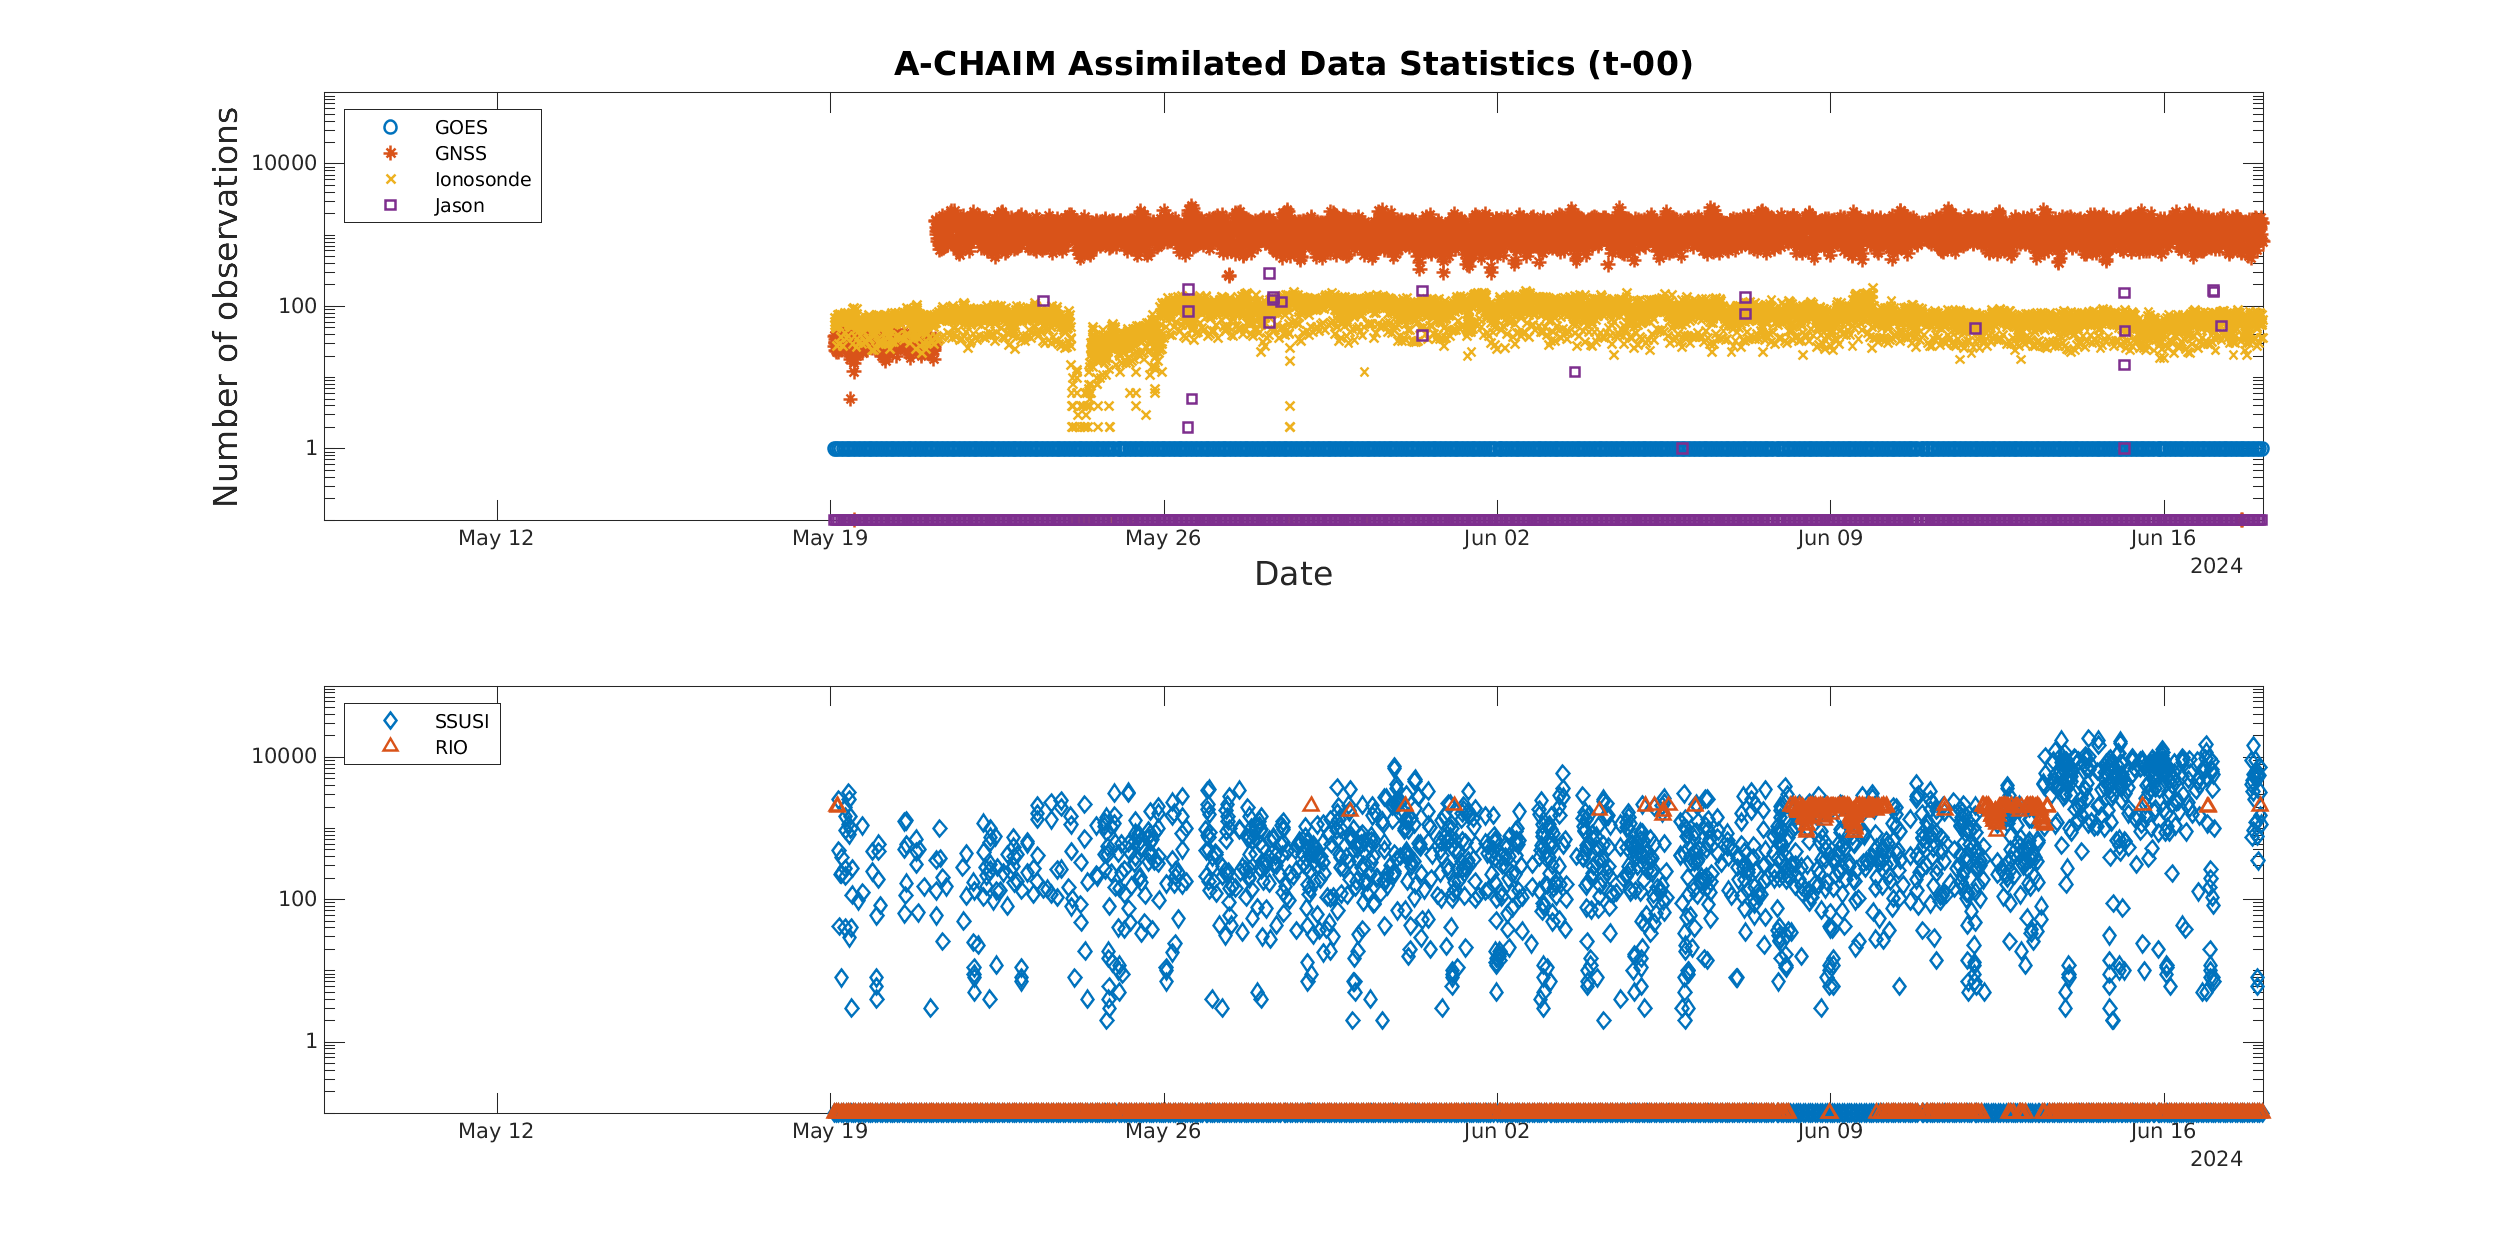 A-CHAIM Assimilated Data Statistics (t-00)
Number of observations
10000
100
1
GOES
GNSS
Ionosonde
Jason
May 12 May 19 May 26 Jun 02 Jun 09 Jun 16
2024
Date
10000
100
1
SSUSI
RIO
May 12 May 19 May 26 Jun 02 Jun 09 Jun 16
2024